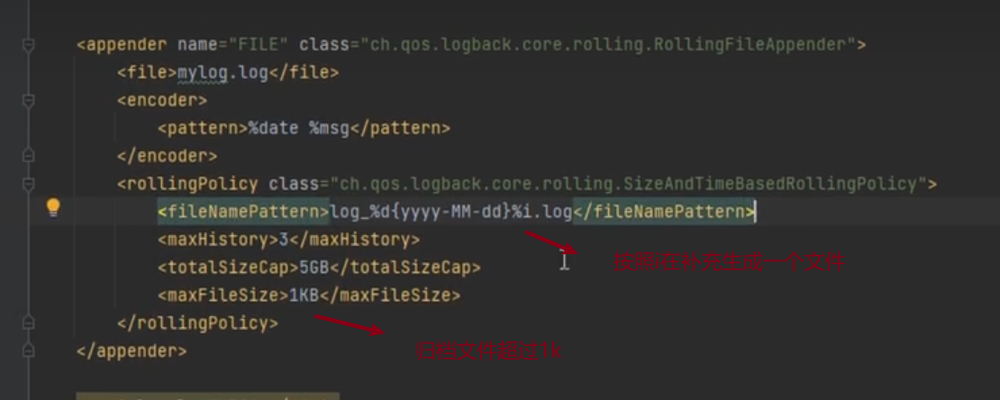 <appender name="FILE" class="ch.qos.logback.core.rolling.RollingFileAppender">
<file>mylog.log</file>
<encoder>
<pattern>%date %msg</pattern>
</encoder>
<rollingPolicy class="ch.qos.logback.core.rolling.SizeAndTimeBasedRollingPolicy">
<fileNamePattern>log_%d{yyyy-MM-dd}%i.log</fileNamePattern>
<maxHistory>3</maxHistory>
按照i在补充生成一个文件
<totalSizeCap>5GB</totalSizeCap>
<maxFileSize>1KB</maxFileSize>
</rollingPolicy>
归档文件超过1k
</appender>